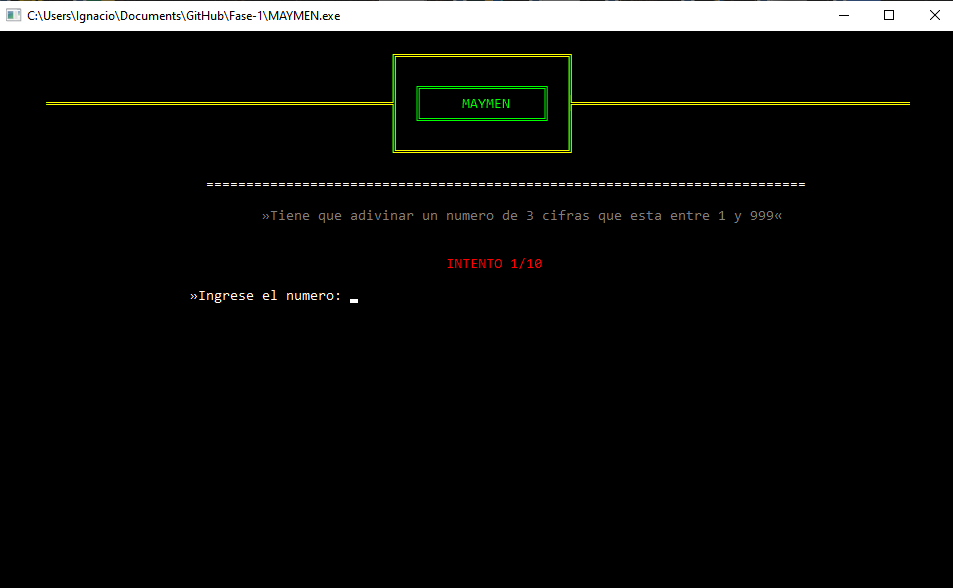 C:\Users\Ignacio\Documents\GitHub\Fase-1\MAYMEN.exe
MAYMEN
===========================================================================
»Tiene que adivinar un numero de 3 cifras que esta entre 1 y 999«
INTENTO 1/10
»Ingrese el numero: